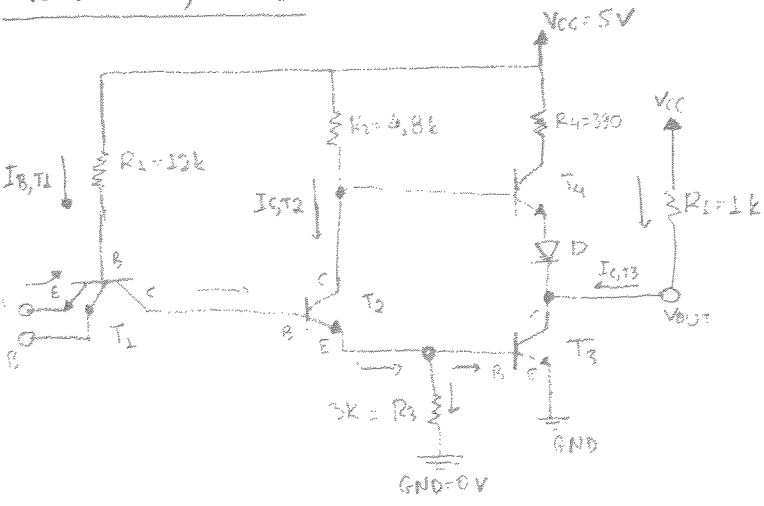 VCC=5V
VCC
R1=12k
4,8k
R4=390
T4
IB,T1
IC,T2
R1=1k
D
IC,T3
B
E
C
C
T2
VOUT
T1
B
E
B
B
E
C
T3
3k = R3
GND
GND=0V